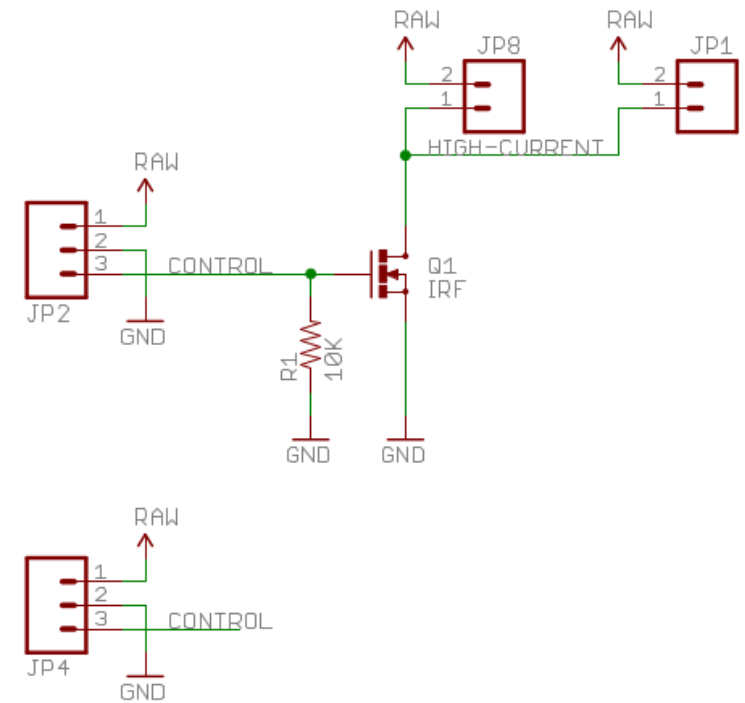 RAW
RAW
JP8
JP1
2
1
2
1
HIGH-CURRENT
RAW
1
2
3
CONTROL
JP2
GND
Q1
IRF
R1
10K
GND
GND
RAW
1
2
3
CONTROL
JP4
GND